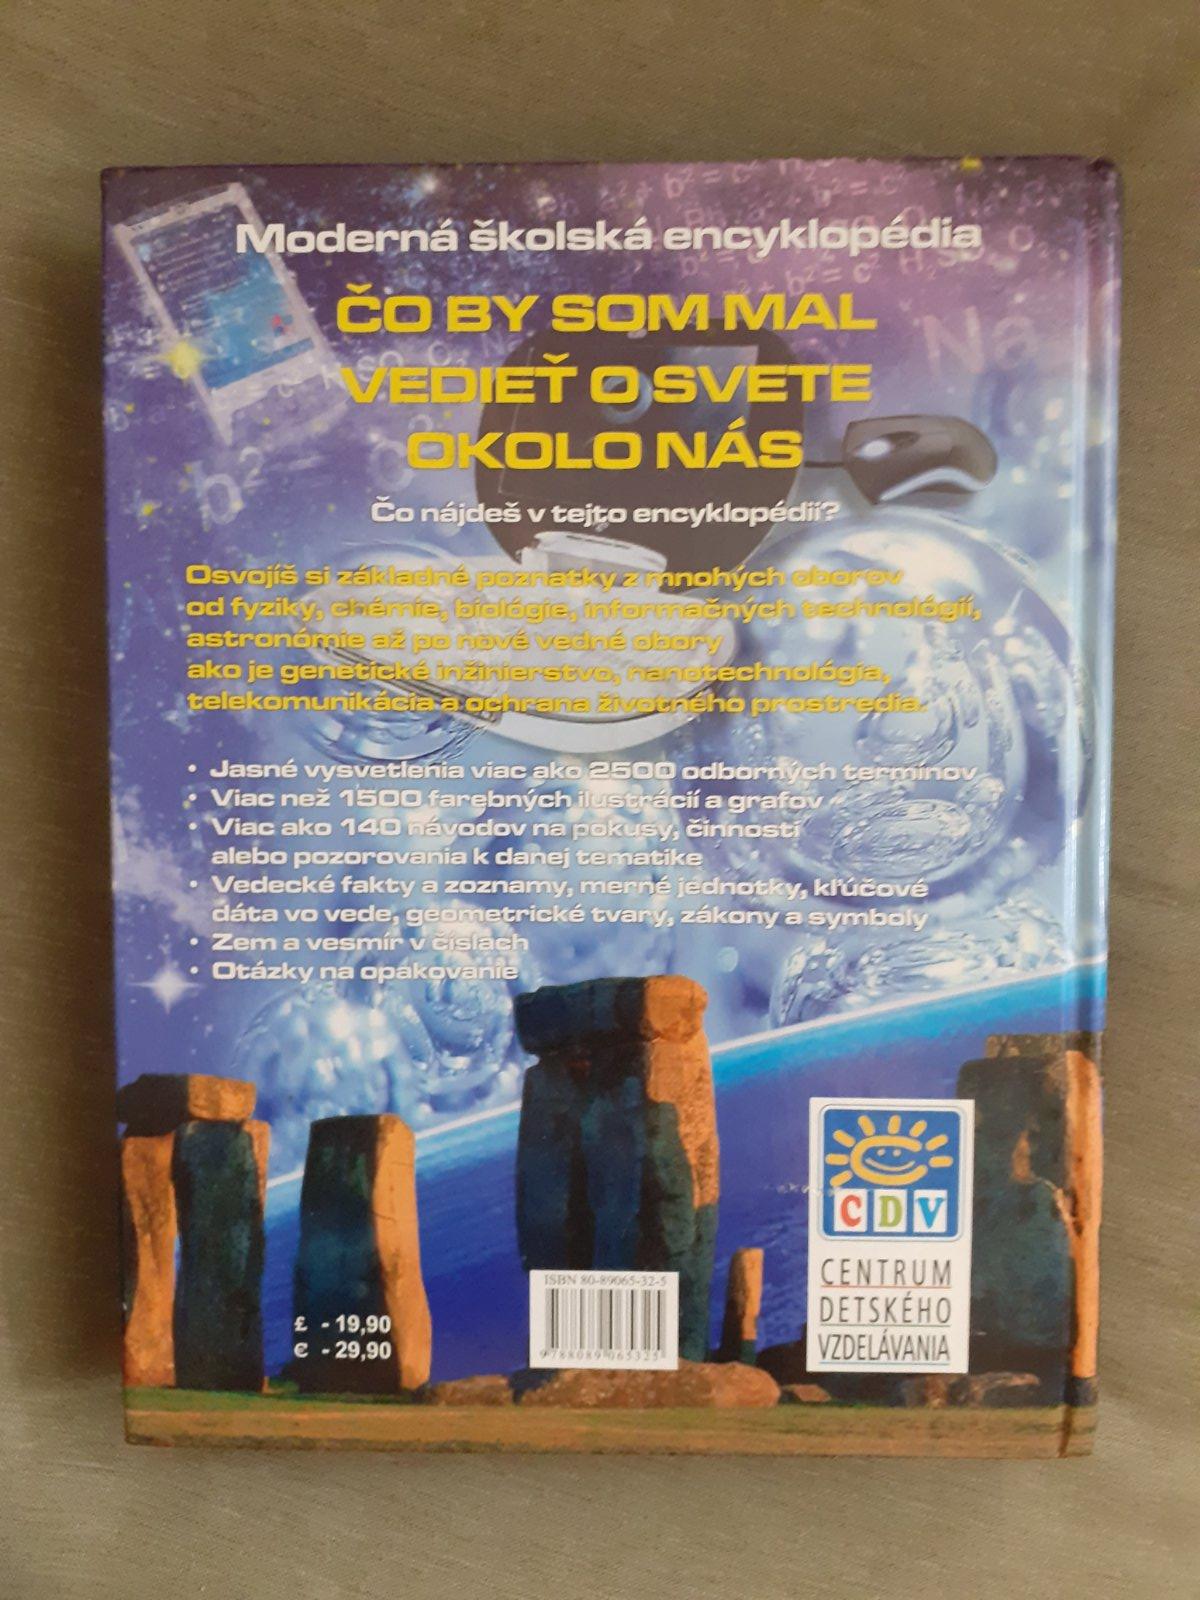 Moderná školská encyklopédia
ČO BY SOM MAL
VEDIEŤ O SVETE
OKOLO NÁS
Čo nájdeš v tejto encyklopédii?
Osvojíš si základné poznatky z mnohých oborov
od fyziky, chémie, biológie, informačných technológií,
astronómie až po nové vedné obory
ako je genetické inžinierstvo, nanotechnológia,
telekomunikácia a ochrana životného prostredia.
• Jasné vysvetlenia viac ako 2500 odborných termínov
• Viac než 1500 farebných ilustrácií a grafov
• Viac ako 140 návodov na pokusy, činnosti
alebo pozorovania k danej tematike
• Vedecké fakty a zoznamy, merné jednotky, kľúčové
dáta vo vede, geometrické tvary, zákony a symboly
• Zem a vesmír v číslach
• Otázky na opakovanie
£ - 19,90
€ - 29,90
ISBN 80-89065-32-5
9 788089 065325
CDV
CENTRUM
DETSKÉHO
VZDELÁVANIA